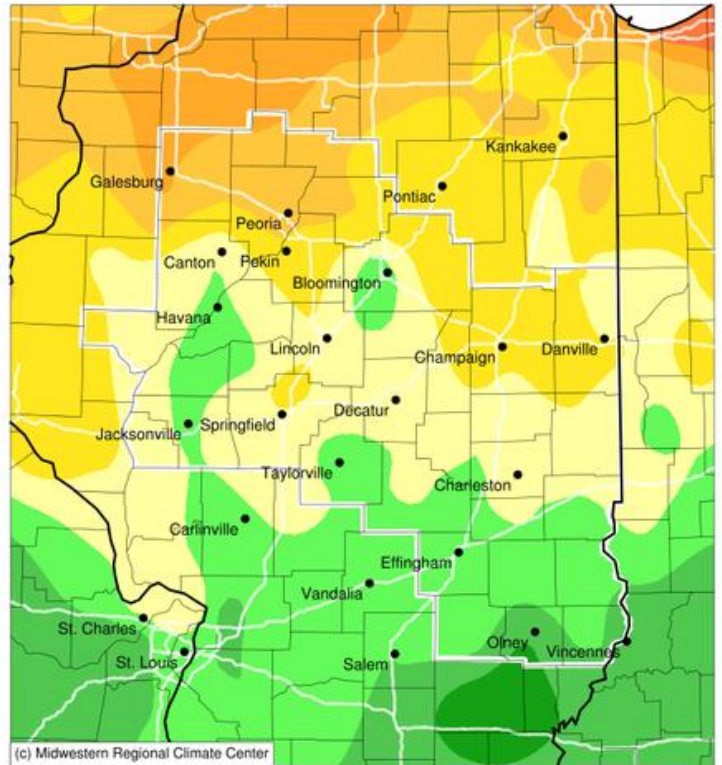 Kankakee
Galesburg
Pontiac
Peoria
Canton
Pekin
Bloomington
Havana
Lincoln
Champaign
Danville
Decatur
Springfield
Jacksonville
Taylorville
Charleston
Carlinville
Effingham
Vandalia
St. Charles
Olney
Vincennes
St. Louis
Salem
(c) Midwestern Regional Climate Center